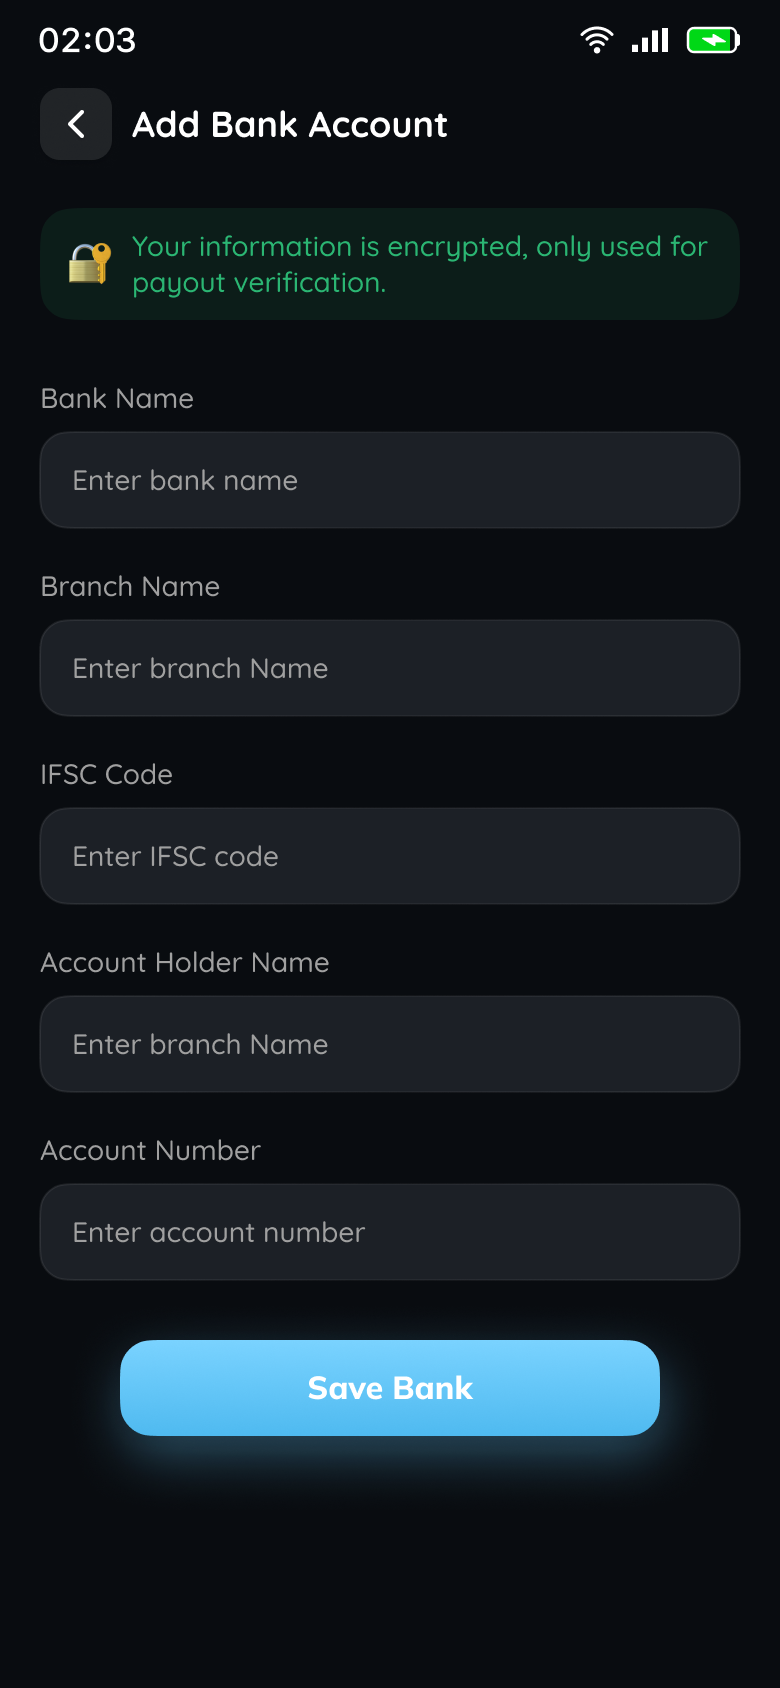 02:03
Add Bank Account
Your information is encrypted, only used for
payout verification.
Bank Name
Enter bank name
Branch Name
Enter branch Name
IFSC Code
Enter IFSC code
Account Holder Name
Enter branch Name
Account Number
Enter account number
Save Bank